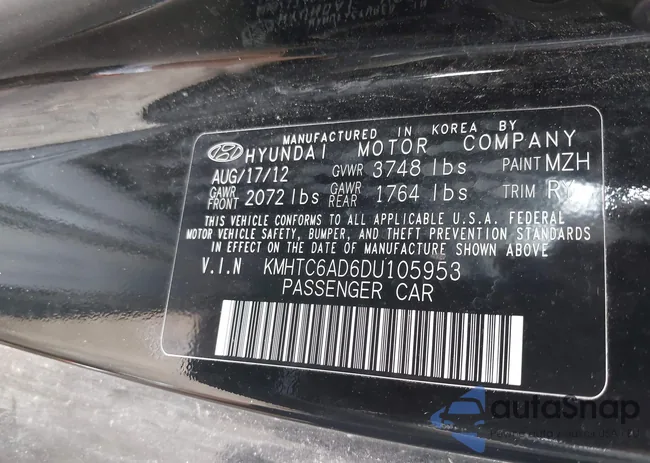 MANUFACTURED IN KOREA BY
HYUNDAI MOTOR COMPANY
AUG/17/12 GVWR 3748 lbs PAINT MZH
GAWR FRONT 2072 lbs GAWR REAR 1764 lbs TRIM RY
THIS VEHICLE CONFORMS TO ALL APPLICABLE U.S.A. FEDERAL
MOTOR VEHICLE SAFETY, BUMPER, AND THEFT PREVENTION STANDARDS
IN EFFECT ON THE DATE OF MANUFACTURE SHOWN ABOVE
V.I.N KMHTC6AD6DU105953
PASSENGER CAR
autoSnap